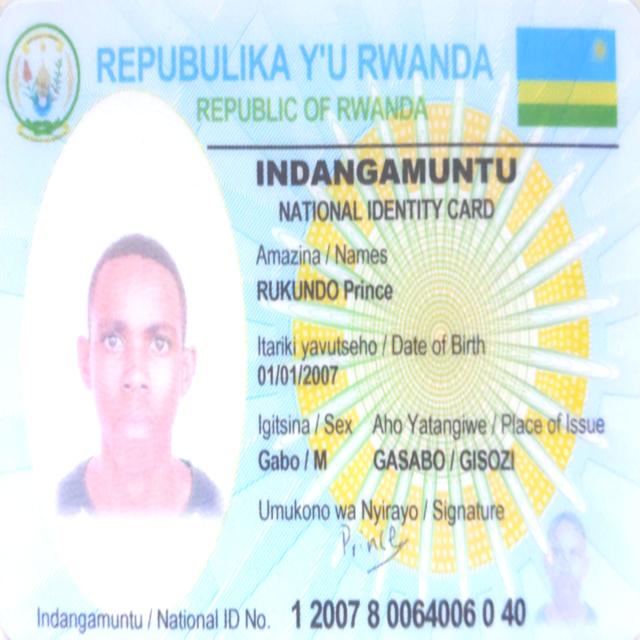 REPUBULIKA Y'U RWANDA
REPUBLIC OF RWANDA
INDANGAMUNTU
NATIONAL IDENTITY CARD
Amazina / Names
RUKUNDO Prince
Itariki yavutseho / Date of Birth
01/01/2007
Igitsina / Sex Aho Yatangiwe / Place of Issue
Gabo / M GASABO / GISOZI
Umukono wa Nyirayo / Signature
Prince
Indangamuntu / National ID No. 1 2007 8 0064006 0 40